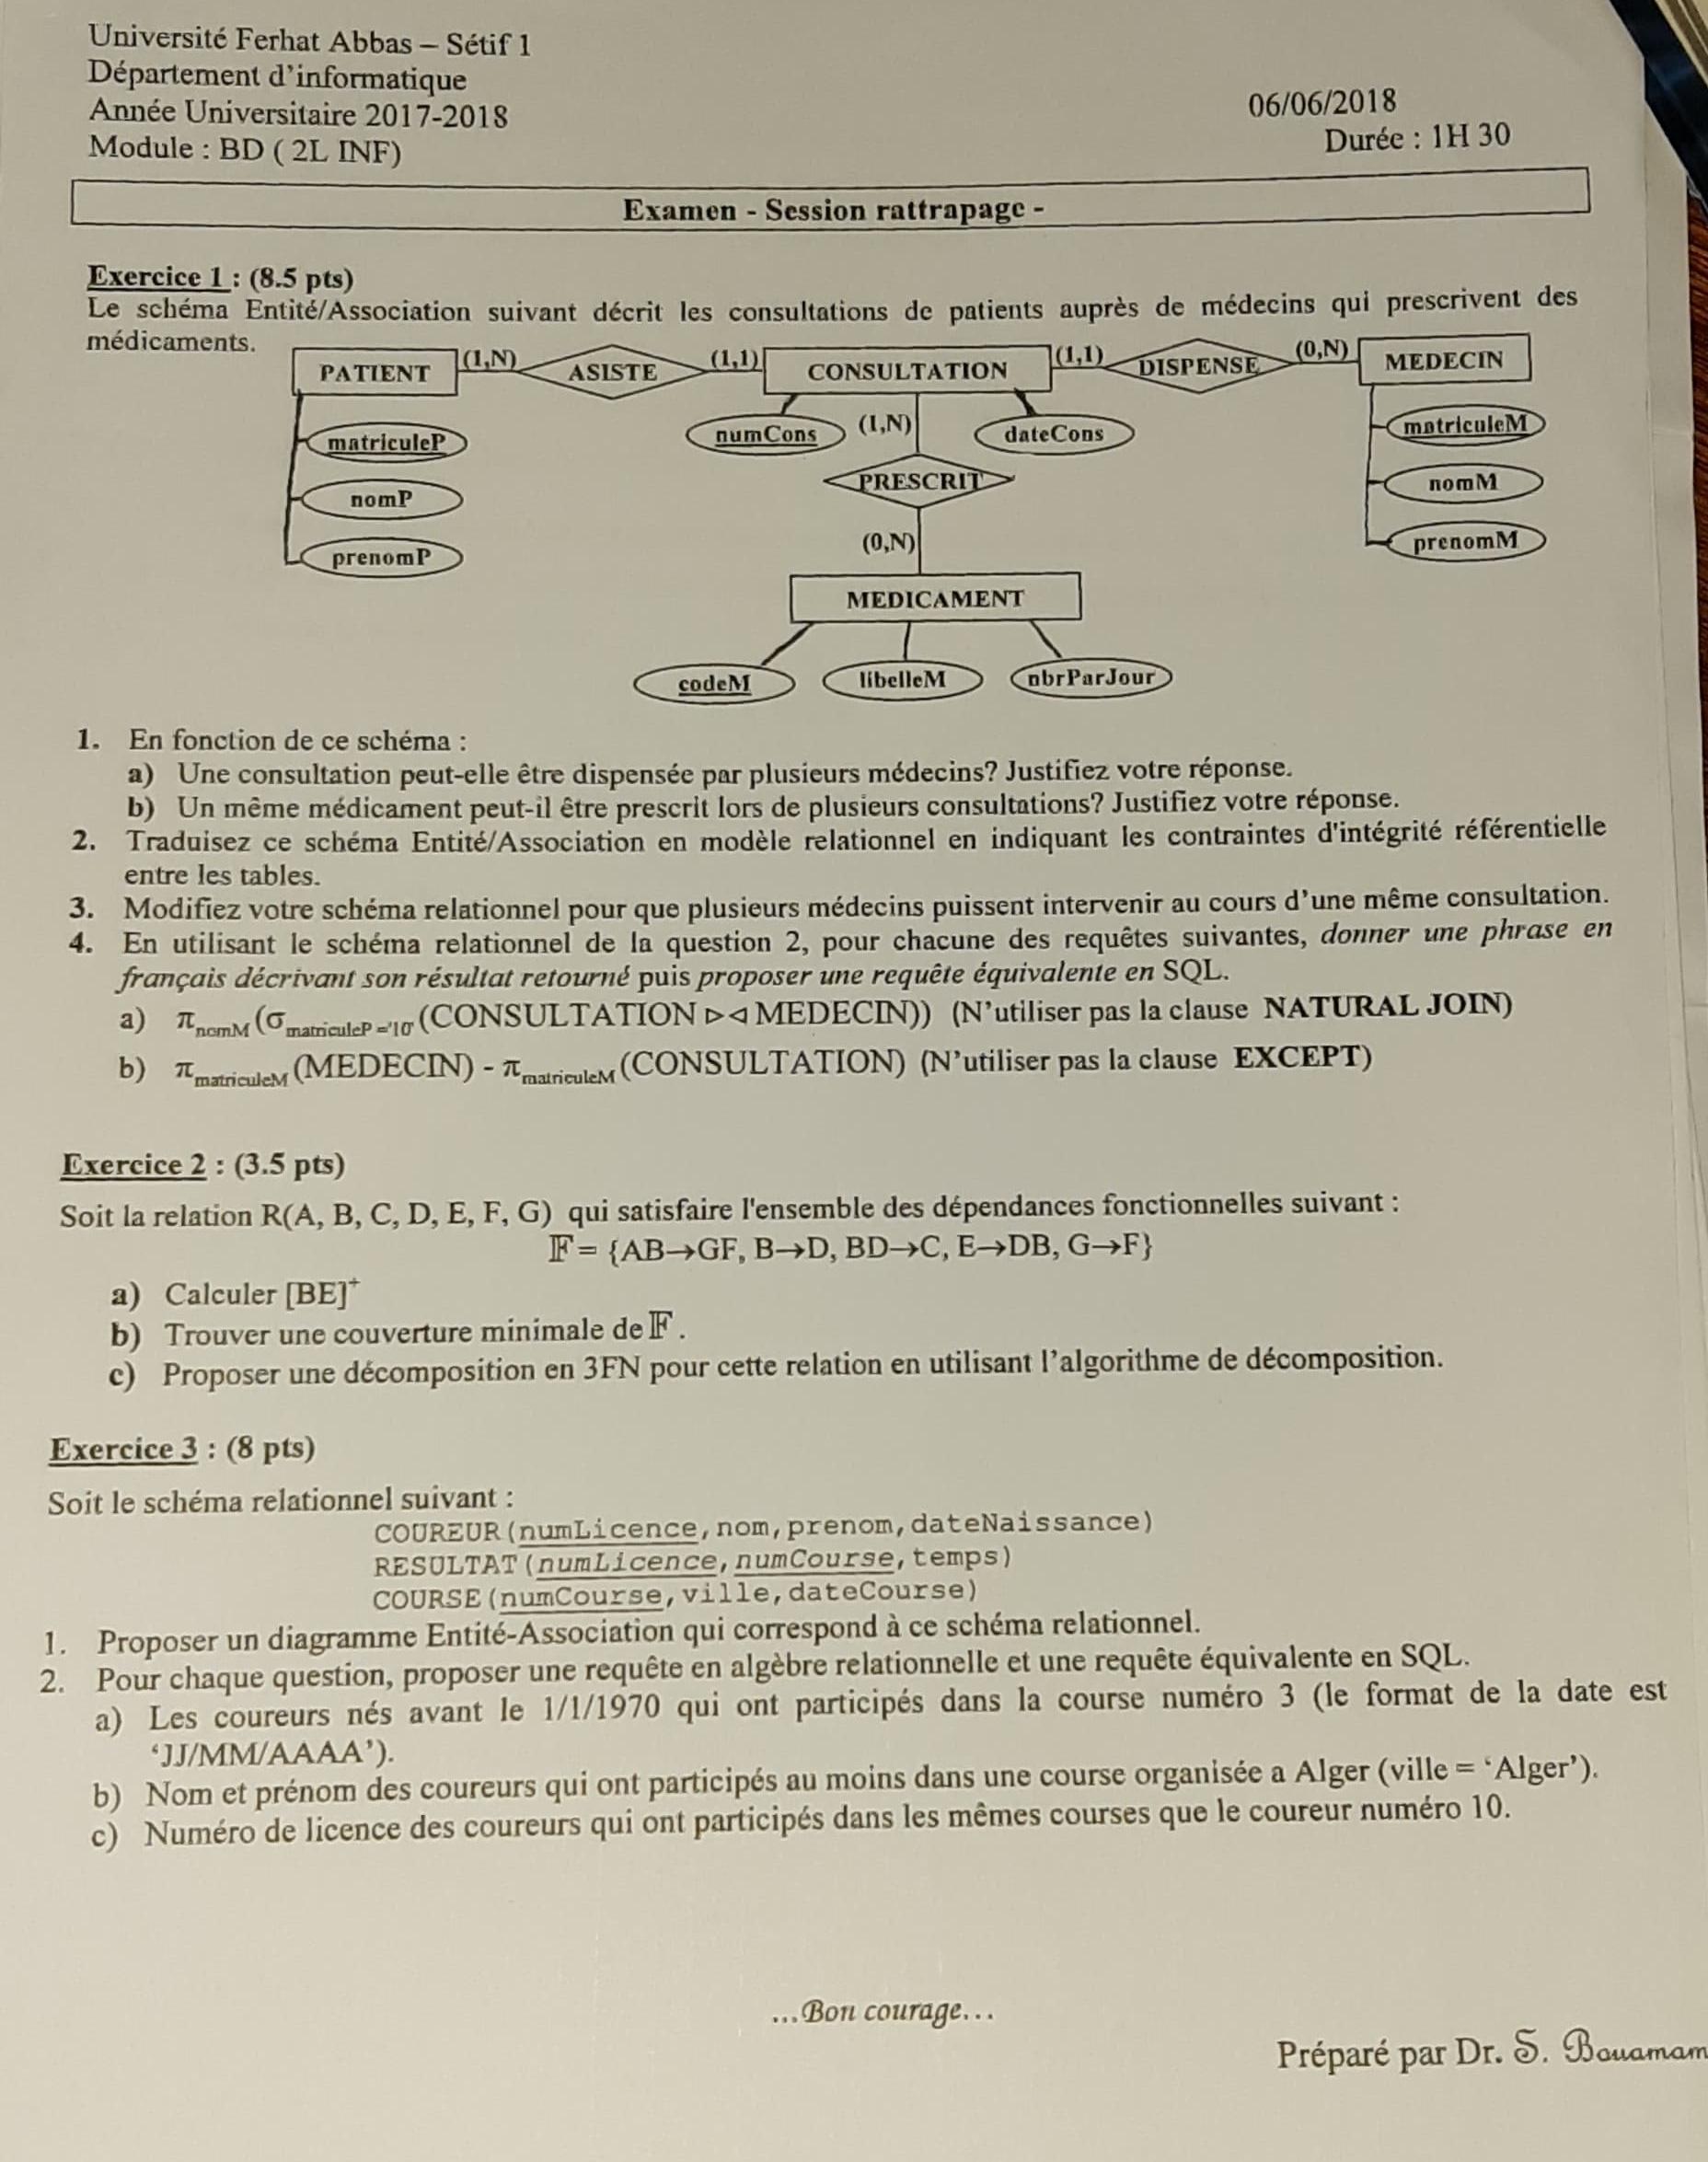 Université Ferhat Abbas – Sétif 1
Département d'informatique
Année Universitaire 2017-2018
06/06/2018
Module : BD ( 2L INF)
Durée : 1H 30
Examen - Session rattrapage -
Exercice 1 : (8.5 pts)
Le schéma Entité/Association suivant décrit les consultations de patients auprès de médecins qui prescrivent des
médicaments.
PATIENT (1,N) ASISTE (1,1) CONSULTATION (1,1) DISPENSE (0,N) MEDECIN
matriculeP numCons (1,N) dateCons matriculeM
nomP PRESCRIT nomM
prenomP (0,N) prenomM
MEDICAMENT
codeM libelleM nbrParJour
1. En fonction de ce schéma :
a) Une consultation peut-elle être dispensée par plusieurs médecins? Justifiez votre réponse.
b) Un même médicament peut-il être prescrit lors de plusieurs consultations? Justifiez votre réponse.
2. Traduisez ce schéma Entité/Association en modèle relationnel en indiquant les contraintes d'intégrité référentielle
entre les tables.
3. Modifiez votre schéma relationnel pour que plusieurs médecins puissent intervenir au cours d'une même consultation.
4. En utilisant le schéma relationnel de la question 2, pour chacune des requêtes suivantes, donner une phrase en
français décrivant son résultat retourné puis proposer une requête équivalente en SQL.
a) π nomM (σ matriculeP ='10' (CONSULTATION ⊳⊲ MEDECIN)) (N'utiliser pas la clause NATURAL JOIN)
b) π matriculeM (MEDECIN) - π matriculeM (CONSULTATION) (N'utiliser pas la clause EXCEPT)
Exercice 2 : (3.5 pts)
Soit la relation R(A, B, C, D, E, F, G) qui satisfaire l'ensemble des dépendances fonctionnelles suivant :
𝔽 = {AB→GF, B→D, BD→C, E→DB, G→F}
a) Calculer [BE]⁺
b) Trouver une couverture minimale de 𝔽 .
c) Proposer une décomposition en 3FN pour cette relation en utilisant l'algorithme de décomposition.
Exercice 3 : (8 pts)
Soit le schéma relationnel suivant :
COUREUR(numLicence,nom,prenom,dateNaissance)
RESULTAT(numLicence,numCourse,temps)
COURSE(numCourse,ville,dateCourse)
1. Proposer un diagramme Entité-Association qui correspond à ce schéma relationnel.
2. Pour chaque question, proposer une requête en algèbre relationnelle et une requête équivalente en SQL.
a) Les coureurs nés avant le 1/1/1970 qui ont participés dans la course numéro 3 (le format de la date est
‘JJ/MM/AAAA’).
b) Nom et prénom des coureurs qui ont participés au moins dans une course organisée a Alger (ville = ‘Alger’).
c) Numéro de licence des coureurs qui ont participés dans les mêmes courses que le coureur numéro 10.
...Bon courage...
Préparé par Dr. S. Bouamam